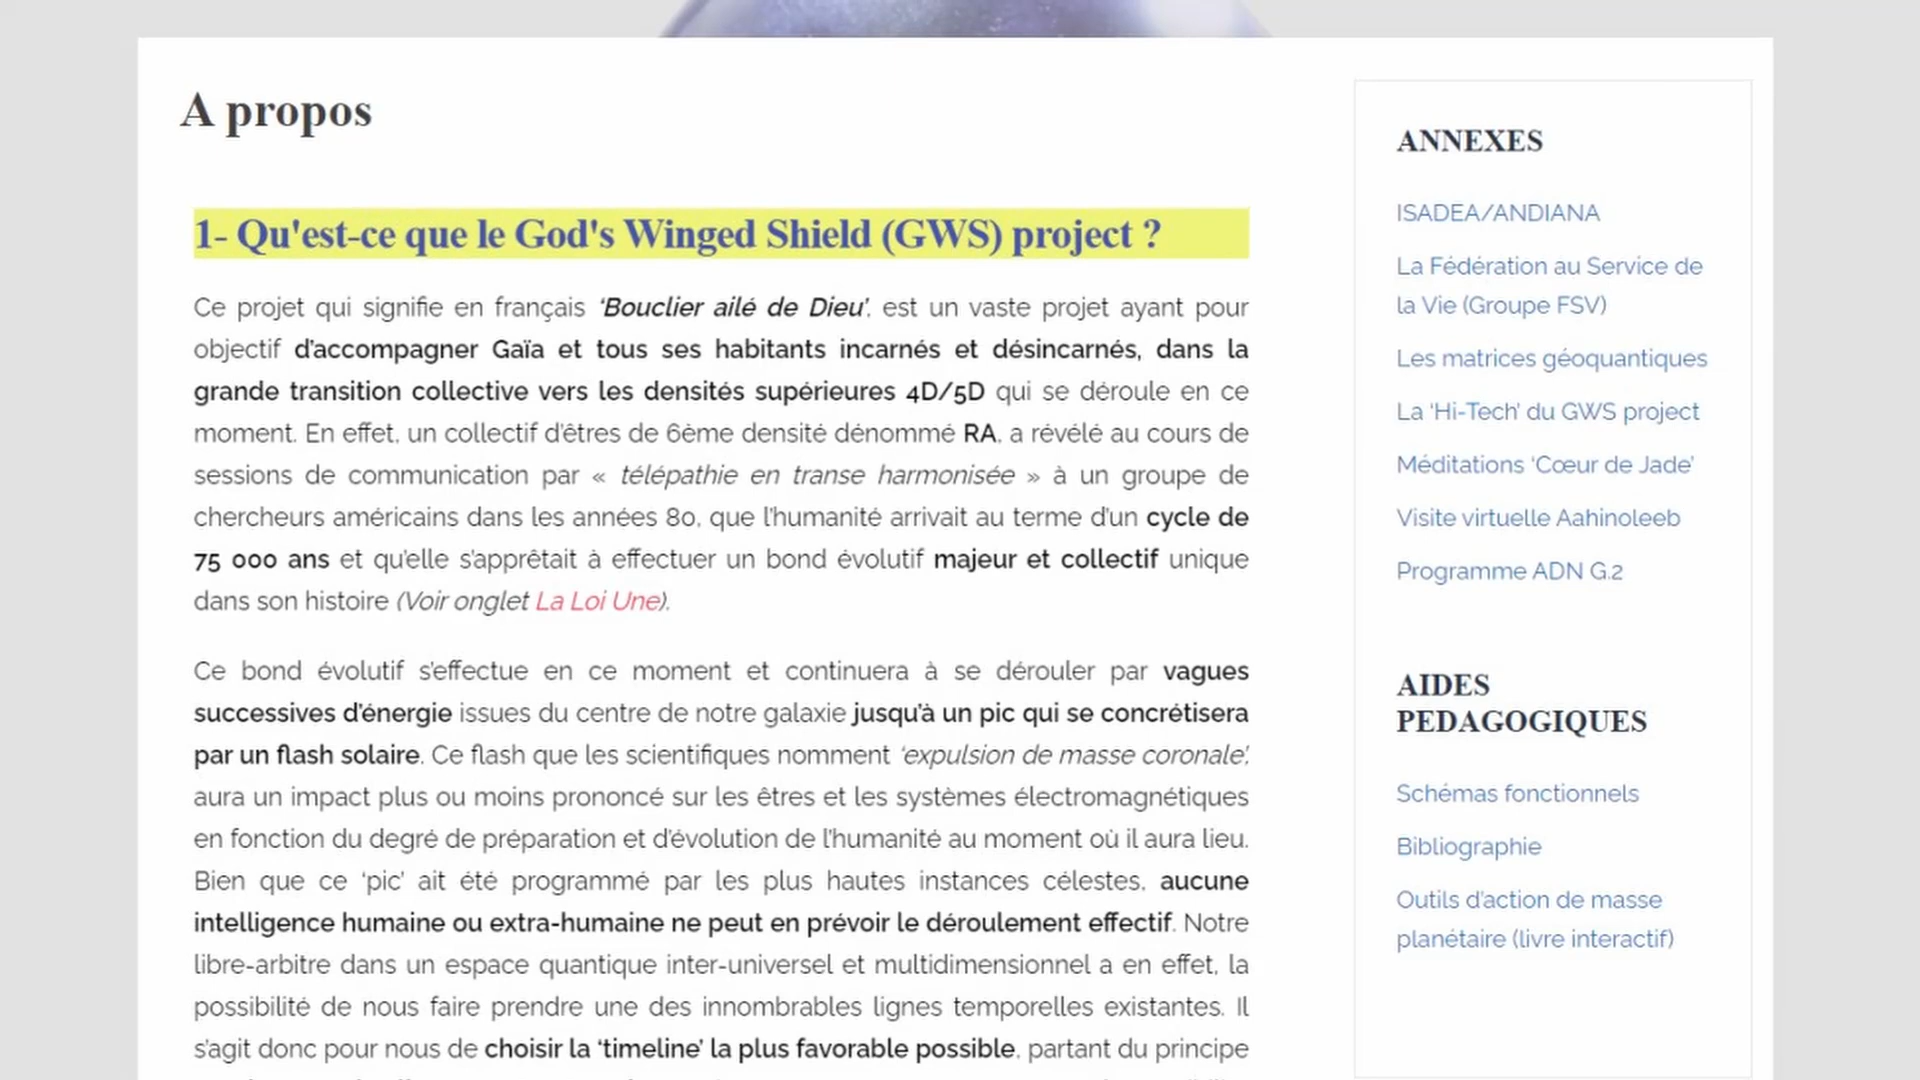 A propos
1- Qu'est-ce que le God's Winged Shield (GWS) project ?
Ce projet qui signifie en français ‘Bouclier ailé de Dieu’, est un vaste projet ayant pour
objectif d’accompagner Gaïa et tous ses habitants incarnés et désincarnés, dans la
grande transition collective vers les densités supérieures 4D/5D qui se déroule en ce
moment. En effet, un collectif d’êtres de 6ème densité dénommé RA, a révélé au cours de
sessions de communication par « télépathie en transe harmonisée » à un groupe de
chercheurs américains dans les années 80, que l’humanité arrivait au terme d’un cycle de
75 000 ans et qu’elle s’apprêtait à effectuer un bond évolutif majeur et collectif unique
dans son histoire (Voir onglet La Loi Une).
Ce bond évolutif s’effectue en ce moment et continuera à se dérouler par vagues
successives d’énergie issues du centre de notre galaxie jusqu’à un pic qui se concrétisera
par un flash solaire. Ce flash que les scientifiques nomment ‘expulsion de masse coronale’,
aura un impact plus ou moins prononcé sur les êtres et les systèmes électromagnétiques
en fonction du degré de préparation et d’évolution de l’humanité au moment où il aura lieu.
Bien que ce ‘pic’ ait été programmé par les plus hautes instances célestes, aucune
intelligence humaine ou extra-humaine ne peut en prévoir le déroulement effectif. Notre
libre-arbitre dans un espace quantique inter-universel et multidimensionnel a en effet, la
possibilité de nous faire prendre une des innombrables lignes temporelles existantes. Il
s’agit donc pour nous de choisir la ‘timeline’ la plus favorable possible, partant du principe
ANNEXES
ISADEA/ANDIANA
La Fédération au Service de
la Vie (Groupe FSV)
Les matrices géoquantiques
La ‘Hi-Tech’ du GWS project
Méditations ‘Cœur de Jade’
Visite virtuelle Aahinoleeb
Programme ADN G.2
AIDES
PEDAGOGIQUES
Schémas fonctionnels
Bibliographie
Outils d’action de masse
planétaire (livre interactif)